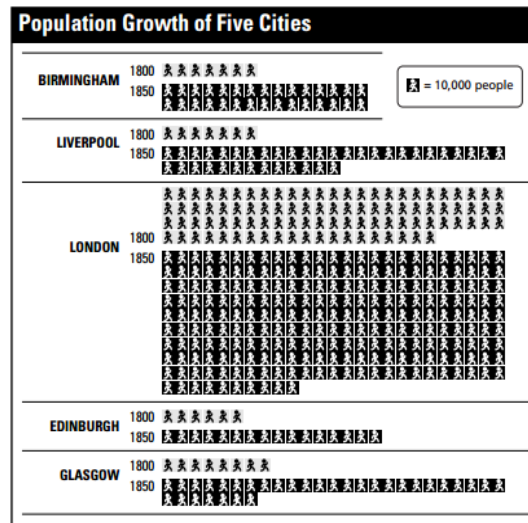 Population Growth of Five Cities
BIRMINGHAM 1800
1850
= 10,000 people
LIVERPOOL 1800
1850
LONDON 1800
1850
EDINBURGH 1800
1850
GLASGOW 1800
1850